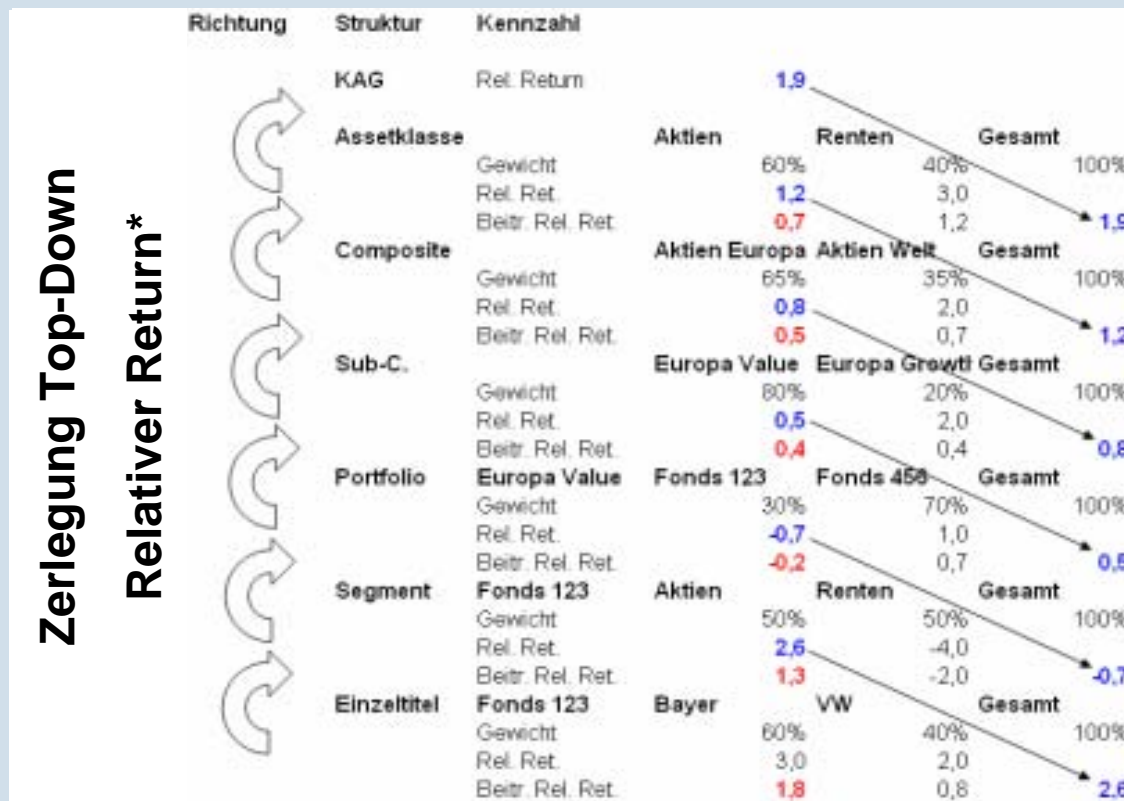 Zerlegung Top-Down
Relativer Return*
Richtung Struktur Kennzahl
KAG Rel. Return 1,9
Assetklasse Aktien Renten Gesamt
Gewicht 60% 40% 100%
Rel. Ret. 1,2 3,0
Beitr. Rel. Ret. 0,7 1,2 1,9
Composite Aktien Europa Aktien Welt Gesamt
Gewicht 65% 35% 100%
Rel. Ret. 0,8 2,0
Beitr. Rel. Ret. 0,5 0,7 1,2
Sub-C. Europa Value Europa Growtl Gesamt
Gewicht 80% 20% 100%
Rel. Ret. 0,5 2,0
Beitr. Rel. Ret. 0,4 0,4 0,8
Portfolio Europa Value Fonds 123 Fonds 456 Gesamt
Gewicht 30% 70% 100%
Rel. Ret. -0,7 1,0
Beitr. Rel. Ret. -0,2 0,7 0,5
Segment Fonds 123 Aktien Renten Gesamt
Gewicht 50% 50% 100%
Rel. Ret. 2,6 -4,0
Beitr. Rel. Ret. 1,3 -2,0 -0,7
Einzeltitel Fonds 123 Bayer VW Gesamt
Gewicht 60% 40% 100%
Rel. Ret. 3,0 2,0
Beitr. Rel. Ret. 1,8 0,8 2,6